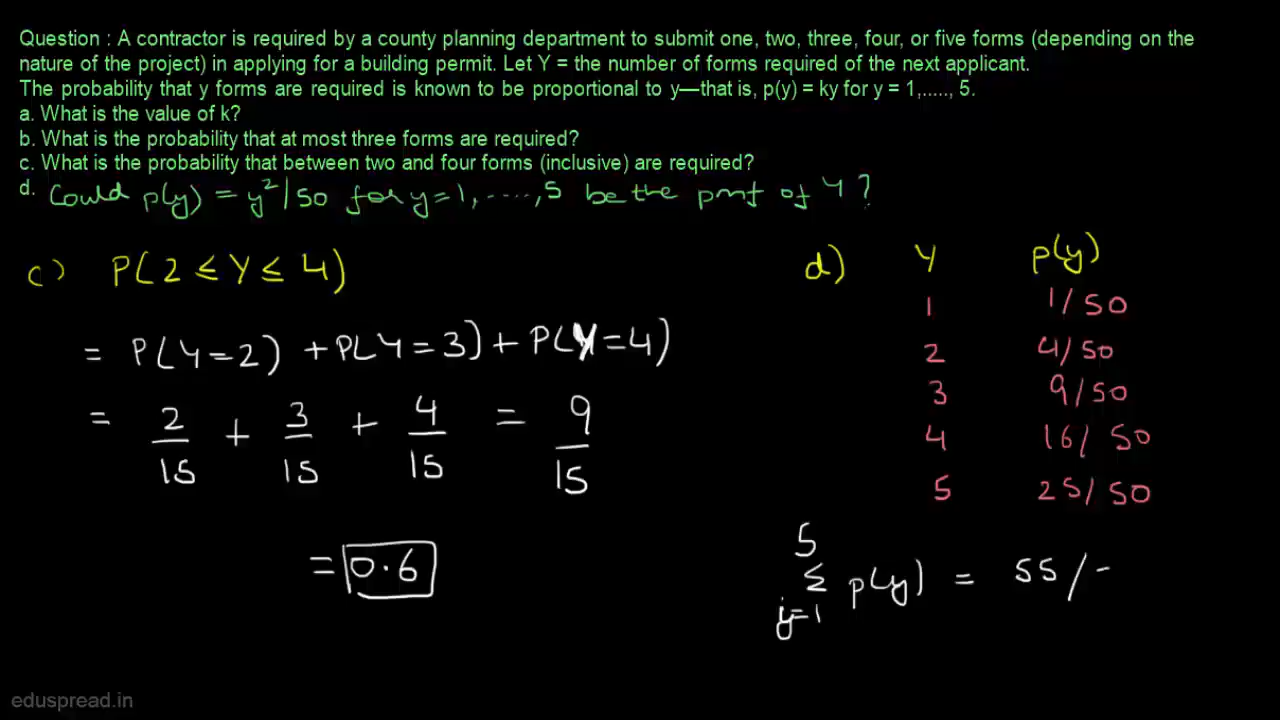 Question : A contractor is required by a county planning department to submit one, two, three, four, or five forms (depending on the
nature of the project) in applying for a building permit. Let Y = the number of forms required of the next applicant.
The probability that y forms are required is known to be proportional to y—that is, p(y) = ky for y = 1,....., 5.
a. What is the value of k?
b. What is the probability that at most three forms are required?
c. What is the probability that between two and four forms (inclusive) are required?
d. Could p(y) = y²/50 for y=1,.....,5 be the pmf of Y ?
c) P(2 ≤ Y ≤ 4)
= P(Y=2) + P(Y=3) + P(Y=4)
= 2/15 + 3/15 + 4/15 = 9/15
= 0.6
d) Y p(y)
1 1/50
2 4/50
3 9/50
4 16/50
5 25/50
5
Σ p(y) = 55/-
y=1
eduspread.in